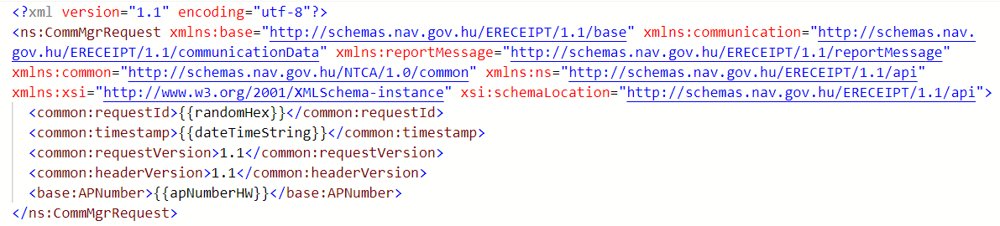 <?xml version="1.1" encoding="utf-8"?>
<ns:CommMgrRequest xmlns:base="http://schemas.nav.gov.hu/ERECEIPT/1.1/base" xmlns:communication="http://schemas.nav.
gov.hu/ERECEIPT/1.1/communicationData" xmlns:reportMessage="http://schemas.nav.gov.hu/ERECEIPT/1.1/reportMessage"
xmlns:common="http://schemas.nav.gov.hu/NTCA/1.0/common" xmlns:ns="http://schemas.nav.gov.hu/ERECEIPT/1.1/api"
xmlns:xsi="http://www.w3.org/2001/XMLSchema-instance" xsi:schemaLocation="http://schemas.nav.gov.hu/ERECEIPT/1.1/api">
  <common:requestId>{{randomHex}}</common:requestId>
  <common:timestamp>{{dateTimeString}}</common:timestamp>
  <common:requestVersion>1.1</common:requestVersion>
  <common:headerVersion>1.1</common:headerVersion>
  <base:APNumber>{{apNumberHW}}</base:APNumber>
</ns:CommMgrRequest>